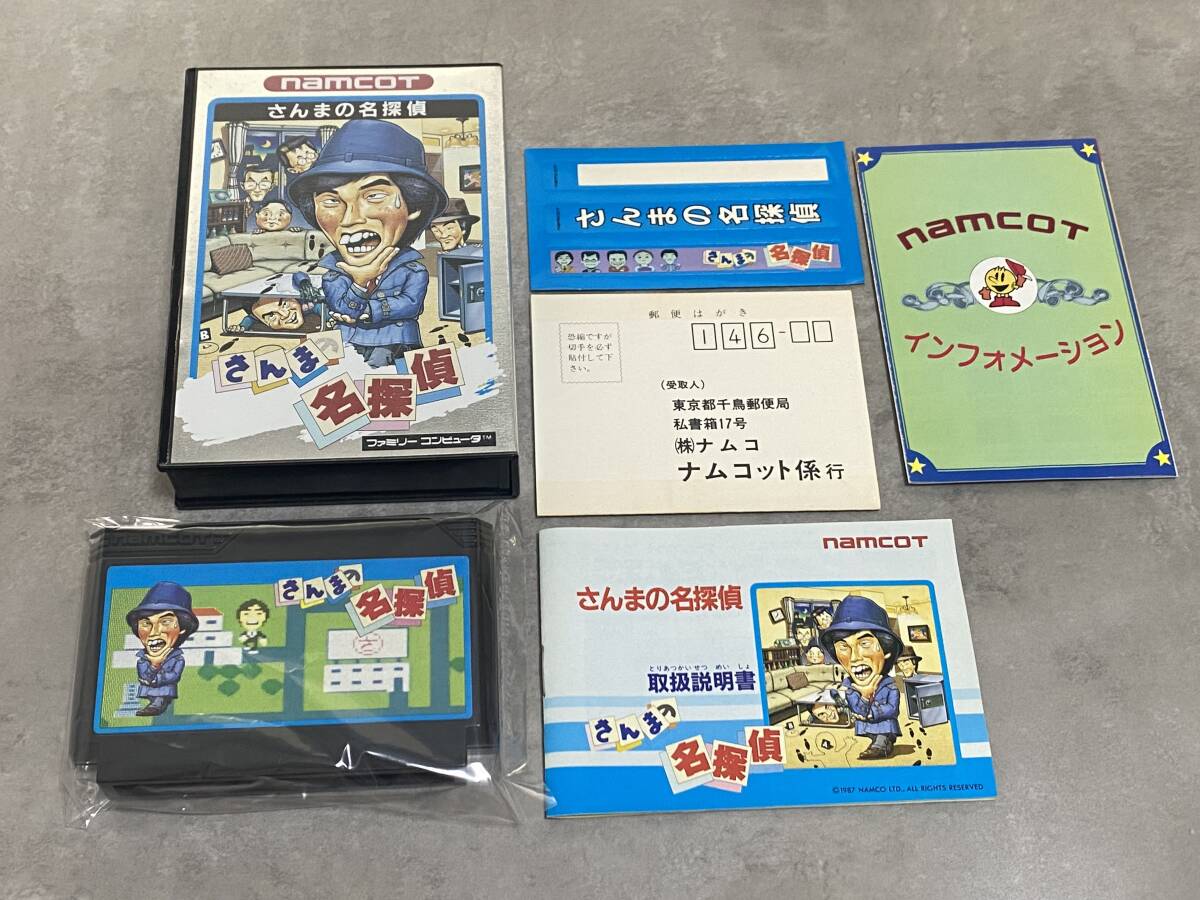 namcoT
さんまの名探偵
B
さんまの
名探偵
ファミリー コンピュータ™
さんまの名探偵
さんまの
名探偵
郵便はがき
恐縮ですが
切手を必ず
貼付して下
さい。
146-
(受取人)
東京都千鳥郵便局
私書箱17号
(株)ナムコ
ナムコット係行
namcoT
インフォメーション
namcoT
さんまの
名探偵
namcoT
さんまの名探偵
とりあつかいせつ めい しょ
取扱説明書
さんまの
名探偵
©1987 NAMCO LTD., ALL RIGHTS RESERVED